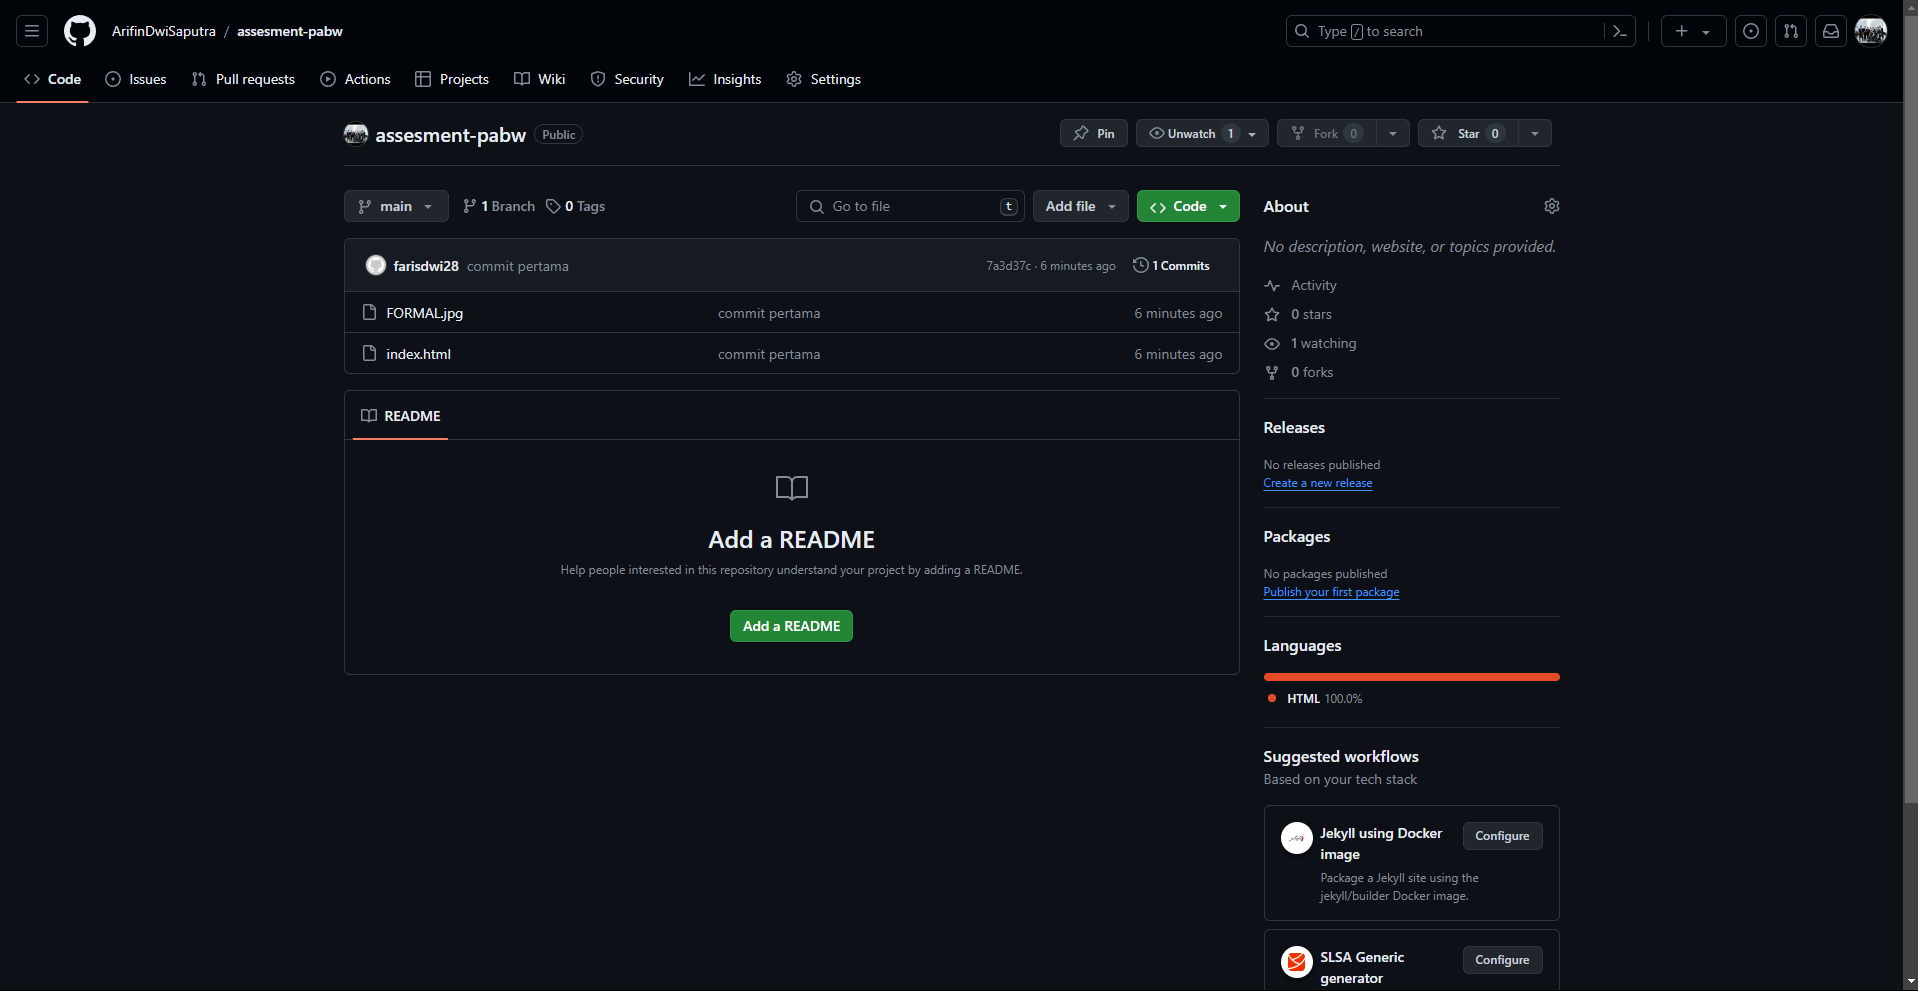 ArifinDwiSaputra / assesment-pabw
Type / to search
Code Issues Pull requests Actions Projects Wiki Security Insights Settings
assesment-pabw Public
Pin Unwatch 1 Fork 0 Star 0
main 1 Branch 0 Tags
Go to file t Add file Code
farisdwi28 commit pertama 7a3d37c · 6 minutes ago 1 Commits
FORMAL.jpg commit pertama 6 minutes ago
index.html commit pertama 6 minutes ago
README
Add a README
Help people interested in this repository understand your project by adding a README.
Add a README
About
No description, website, or topics provided.
Activity
0 stars
1 watching
0 forks
Releases
No releases published
Create a new release
Packages
No packages published
Publish your first package
Languages
HTML 100.0%
Suggested workflows
Based on your tech stack
Jekyll using Docker
image
Configure
Package a Jekyll site using the
jekyll/builder Docker image.
SLSA Generic
generator
Configure